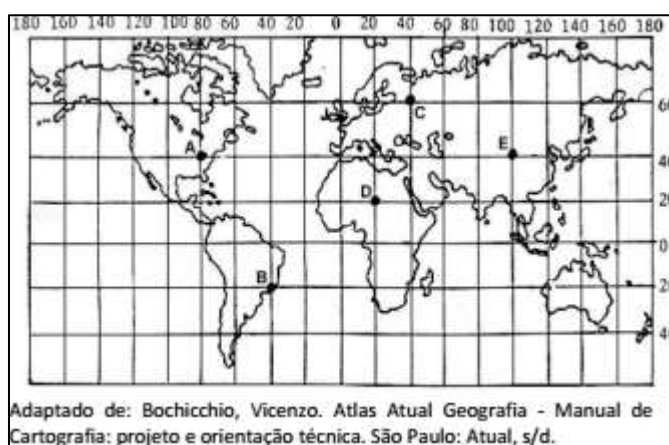 180 160 140 120 100 80 60 40 20 0 20 40 60 80 100 120 140 160 180
60
C
A
E
40
D
20
0
B
20
40
Adaptado de: Bochicchio, Vicenzo. Atlas Atual Geografia - Manual de
Cartografia: projeto e orientação técnica. São Paulo: Atual, s/d.